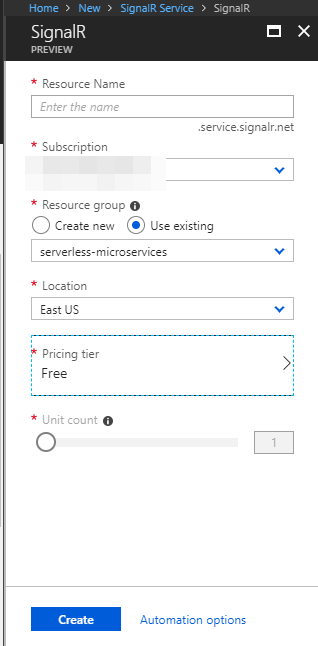 Home > New > SignalR Service > SignalR
SignalR
PREVIEW
* Resource Name
Enter the name
.service.signalr.net
* Subscription
* Resource group
Create new Use existing
serverless-microservices
* Location
East US
* Pricing tier
Free
* Unit count
1
Create Automation options